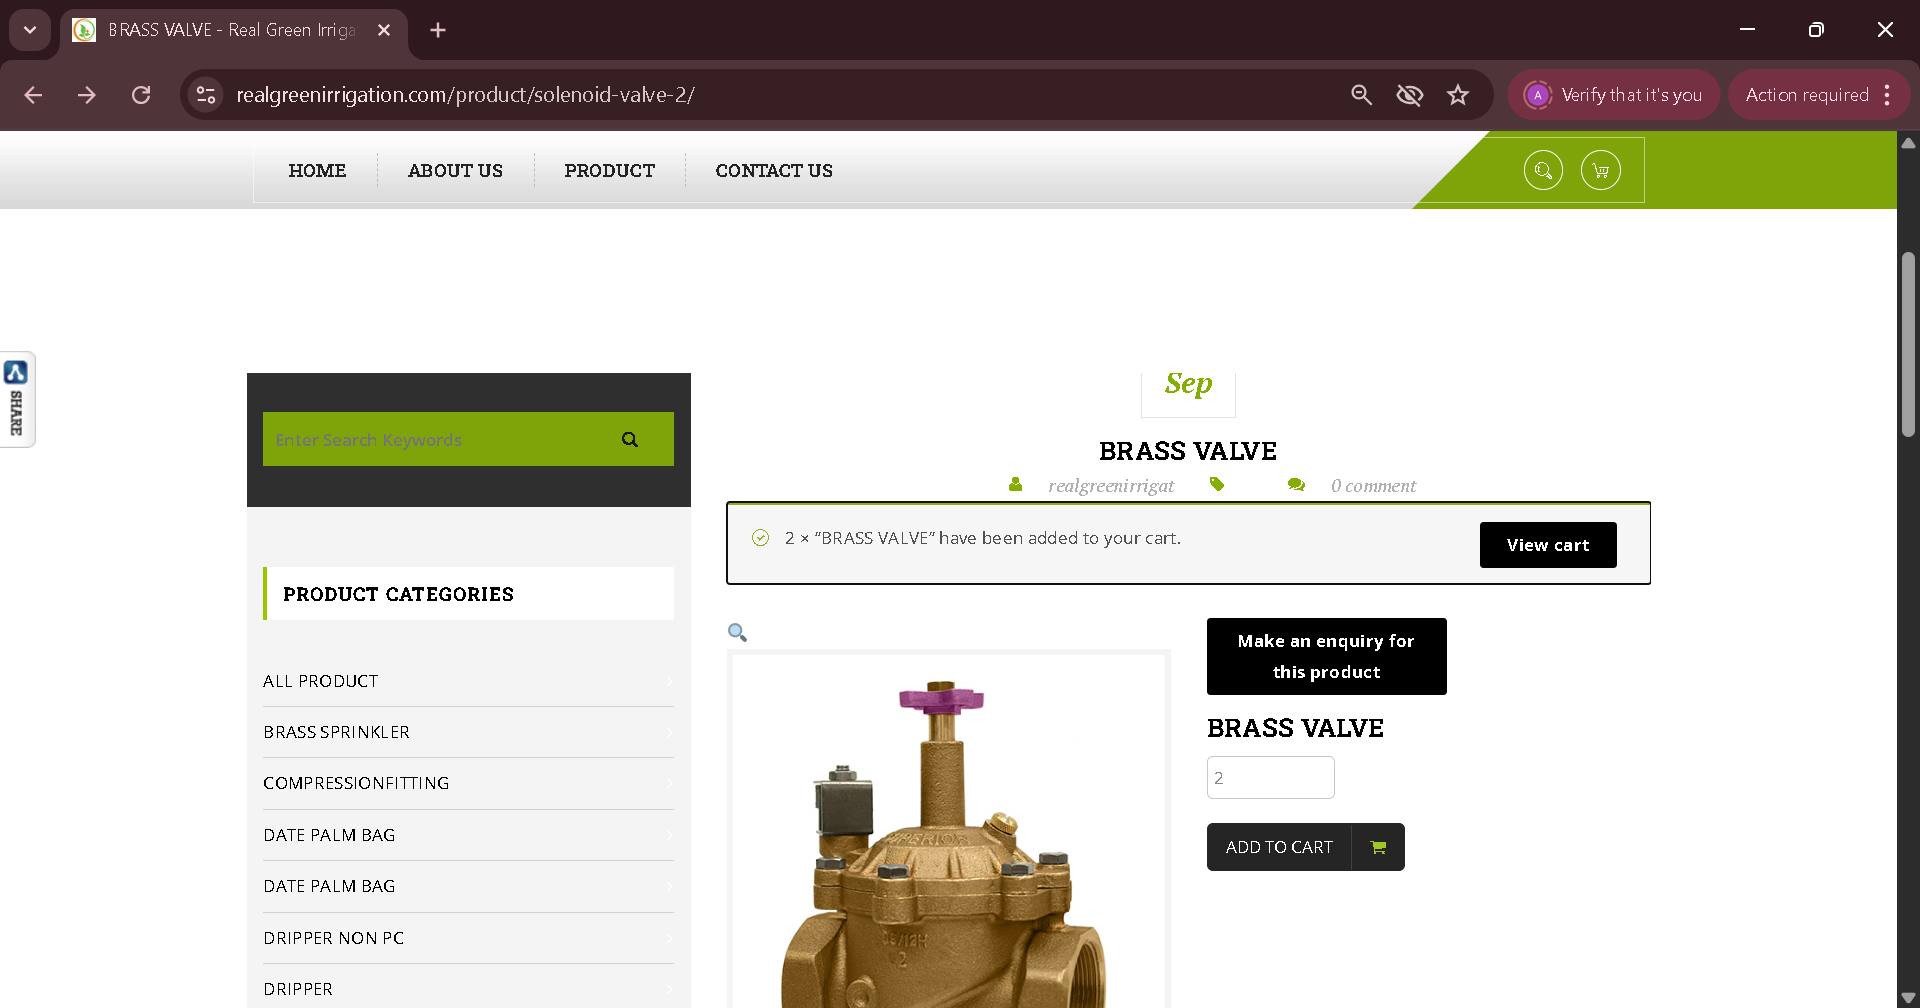 BRASS VALVE - Real Green Irriga
realgreenirrigation.com/product/solenoid-valve-2/
A
Verify that it's you
Action required
HOME
ABOUT US
PRODUCT
CONTACT US
SHARE
Enter Search Keywords
PRODUCT CATEGORIES
ALL PRODUCT
BRASS SPRINKLER
COMPRESSIONFITTING
DATE PALM BAG
DATE PALM BAG
DRIPPER NON PC
DRIPPER
Sep
BRASS VALVE
realgreenirrigat
0 comment
2 × “BRASS VALVE” have been added to your cart.
View cart
SUPERIOR
Make an enquiry for
this product
BRASS VALVE
2
ADD TO CART